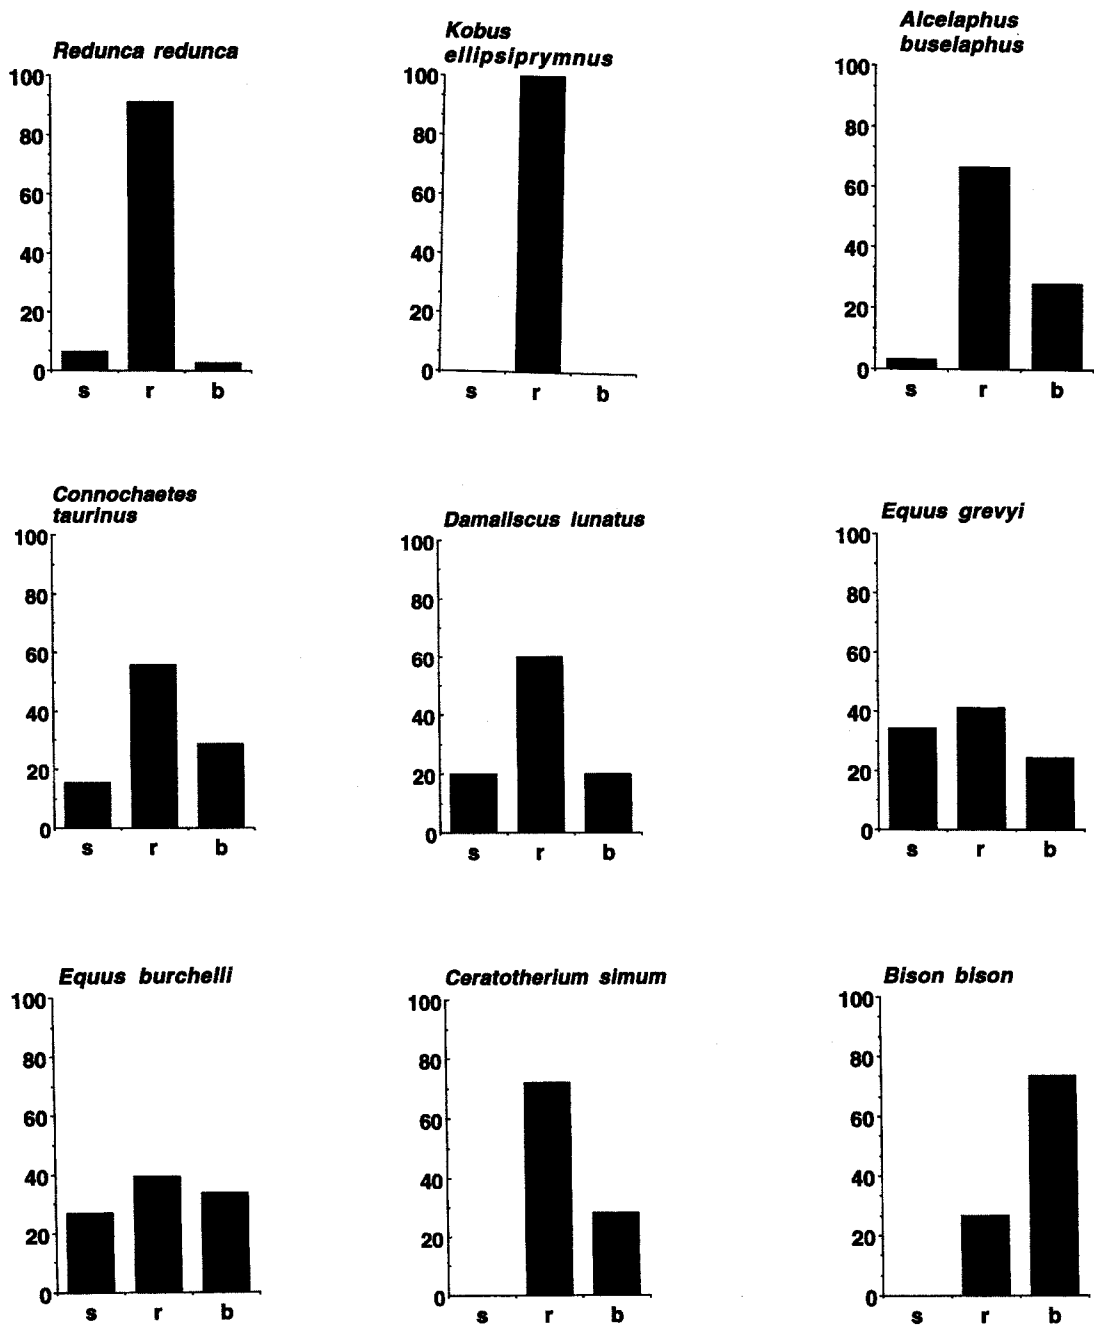 Redunca redunca
100
80
60
40
20
0
s r b
Kobus
ellipsiprymnus
100
80
60
40
20
0
s r b
Alcelaphus
buselaphus
100
80
60
40
20
0
s r b
Connochaetes
taurinus
100
80
60
40
20
0
s r b
Damaliscus lunatus
100
80
60
40
20
0
s r b
Equus grevyi
100
80
60
40
20
0
s r b
Equus burchelli
100
80
60
40
20
0
s r b
Ceratotherium simum
100
80
60
40
20
0
s r b
Bison bison
100
80
60
40
20
0
s r b